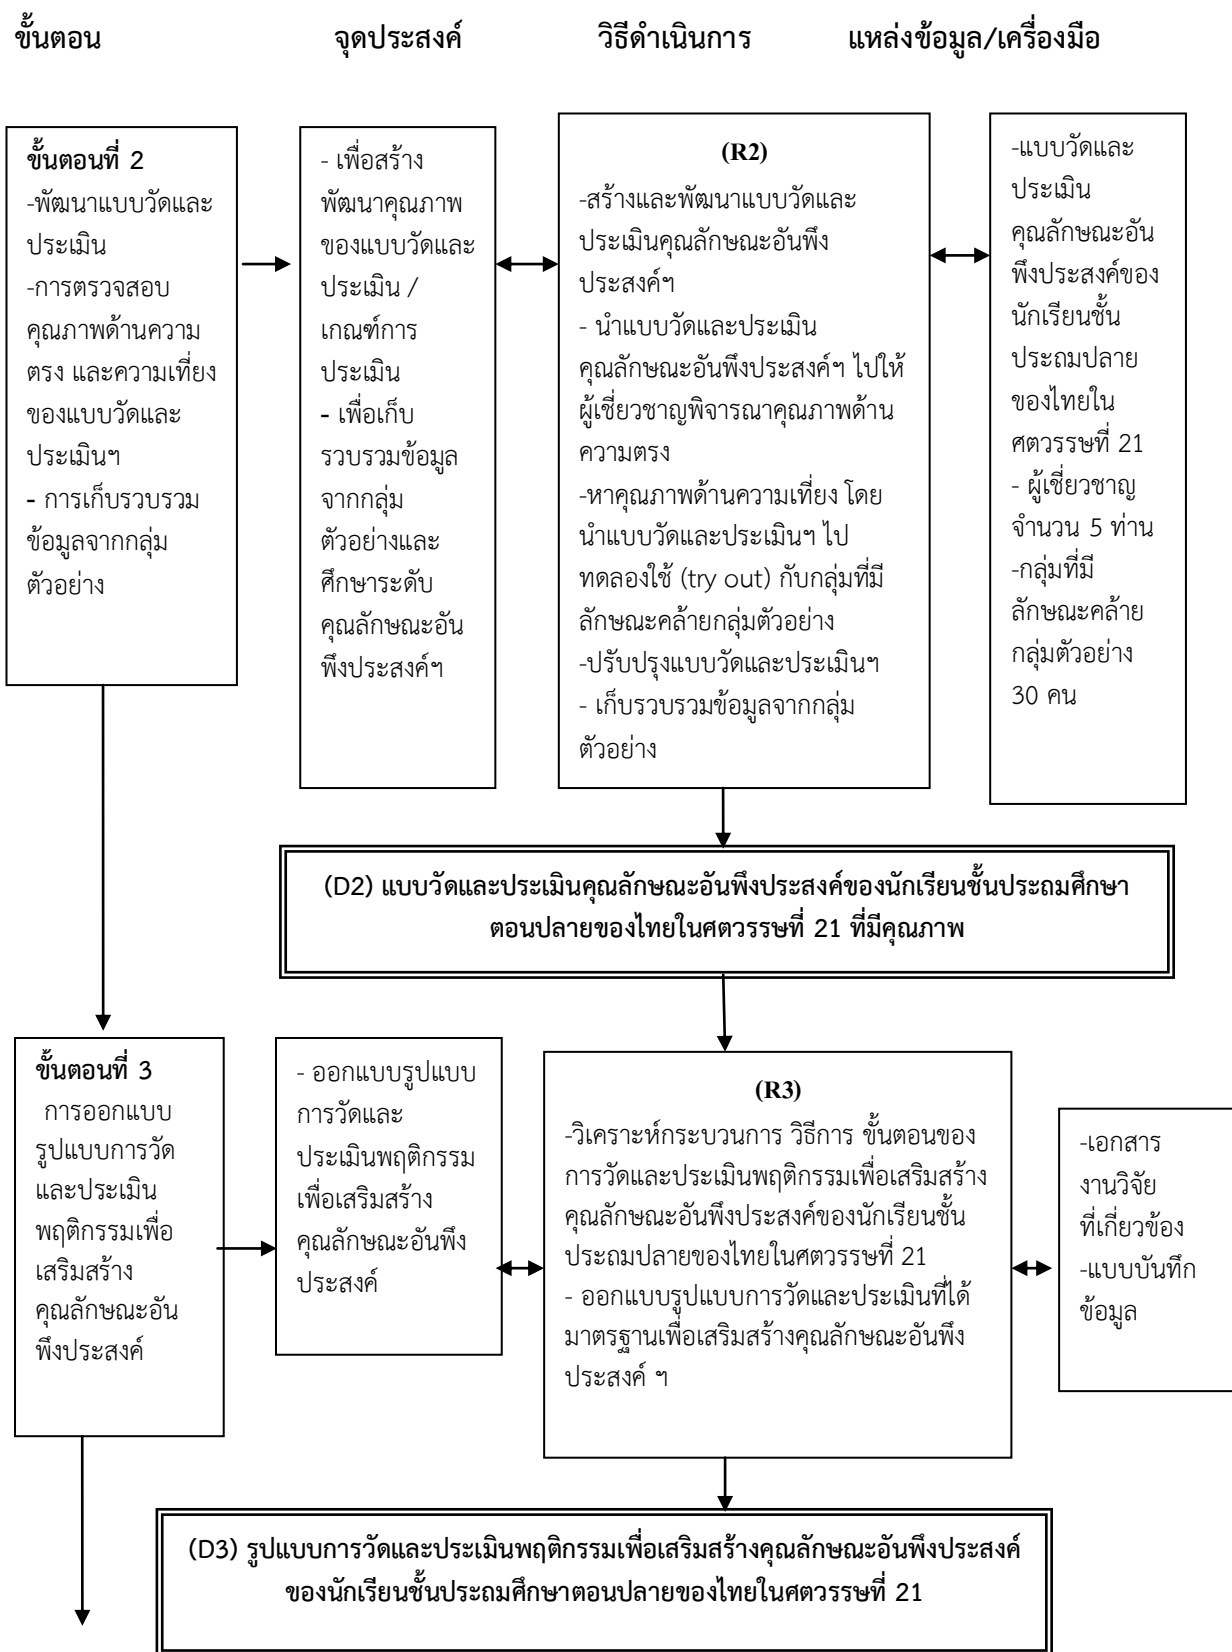 ขั้นตอน จุดประสงค์ วิธีดำเนินการ แหล่งข้อมูล/เครื่องมือ
ขั้นตอนที่ 2
-พัฒนาแบบวัดและ
ประเมิน
-การตรวจสอบ
คุณภาพด้านความ
ตรง และความเที่ยง
ของแบบวัดและ
ประเมินฯ
- การเก็บรวบรวม
ข้อมูลจากกลุ่ม
ตัวอย่าง
- เพื่อสร้าง
พัฒนาคุณภาพ
ของแบบวัดและ
ประเมิน /
เกณฑ์การ
ประเมิน
- เพื่อเก็บ
รวบรวมข้อมูล
จากกลุ่ม
ตัวอย่างและ
ศึกษาระดับ
คุณลักษณะอัน
พึงประสงค์ฯ
(R2)
-สร้างและพัฒนาแบบวัดและ
ประเมินคุณลักษณะอันพึง
ประสงค์ฯ
- นำแบบวัดและประเมิน
คุณลักษณะอันพึงประสงค์ฯ ไปให้
ผู้เชี่ยวชาญพิจารณาคุณภาพด้าน
ความตรง
-หาคุณภาพด้านความเที่ยง โดย
นำแบบวัดและประเมินฯ ไป
ทดลองใช้ (try out) กับกลุ่มที่มี
ลักษณะคล้ายกลุ่มตัวอย่าง
-ปรับปรุงแบบวัดและประเมินฯ
- เก็บรวบรวมข้อมูลจากกลุ่ม
ตัวอย่าง
-แบบวัดและ
ประเมิน
คุณลักษณะอัน
พึงประสงค์ของ
นักเรียนชั้น
ประถมปลาย
ของไทยใน
ศตวรรษที่ 21
- ผู้เชี่ยวชาญ
จำนวน 5 ท่าน
-กลุ่มที่มี
ลักษณะคล้าย
กลุ่มตัวอย่าง
30 คน
(D2) แบบวัดและประเมินคุณลักษณะอันพึงประสงค์ของนักเรียนชั้นประถมศึกษา
ตอนปลายของไทยในศตวรรษที่ 21 ที่มีคุณภาพ
ขั้นตอนที่ 3
การออกแบบ
รูปแบบการวัด
และประเมิน
พฤติกรรมเพื่อ
เสริมสร้าง
คุณลักษณะอัน
พึงประสงค์
- ออกแบบรูปแบบ
การวัดและ
ประเมินพฤติกรรม
เพื่อเสริมสร้าง
คุณลักษณะอันพึง
ประสงค์
(R3)
-วิเคราะห์กระบวนการ วิธีการ ขั้นตอนของ
การวัดและประเมินพฤติกรรมเพื่อเสริมสร้าง
คุณลักษณะอันพึงประสงค์ของนักเรียนชั้น
ประถมปลายของไทยในศตวรรษที่ 21
- ออกแบบรูปแบบการวัดและประเมินที่ได้
มาตรฐานเพื่อเสริมสร้างคุณลักษณะอันพึง
ประสงค์ ฯ
-เอกสาร
งานวิจัย
ที่เกี่ยวข้อง
-แบบบันทึก
ข้อมูล
(D3) รูปแบบการวัดและประเมินพฤติกรรมเพื่อเสริมสร้างคุณลักษณะอันพึงประสงค์
ของนักเรียนชั้นประถมศึกษาตอนปลายของไทยในศตวรรษที่ 21